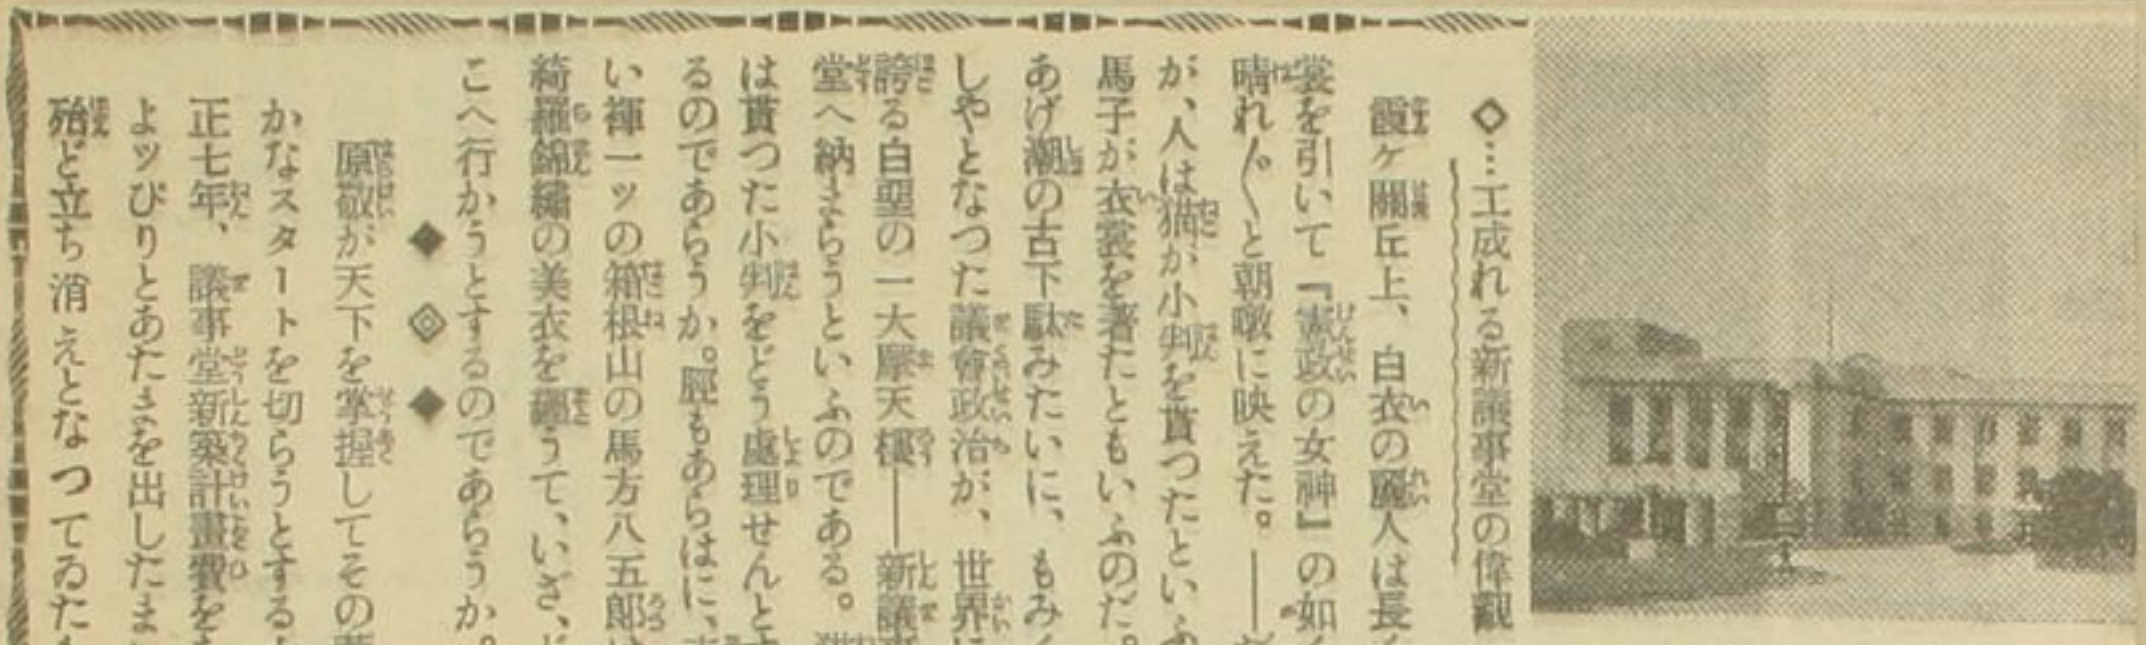 ◇…工成れる新議事堂の偉觀
霞ヶ關丘上、白衣の麗人は長
裳を引いて『憲政の女神』の如
晴れ〴〵と朝暾に映えた。――
が、人は猫が小判を貰つたといふ
馬子が衣裳を著たともいふのだ。
あげ潮の古下駄みたいに、もみ
しやとなつた議會政治が、世界に
誇る白堊の一大摩天樓――新議事
堂へ納まらうといふのである。猫
は貰つた小判をどう處理せんとす
るのであらうか。脛もあらはに、
い褌一ッの箱根山の馬方八五郎は
綺羅錦繡の美衣を纏うて、いざ、ど
こへ行かうとするのであらうか。
◆◇◆
原敬が天下を掌握してその
かなスタートを切らうとする
正七年、議事堂新築計畫費を
よッぴりとあたまを出したま
殆ど立ち消えとなつてゐた